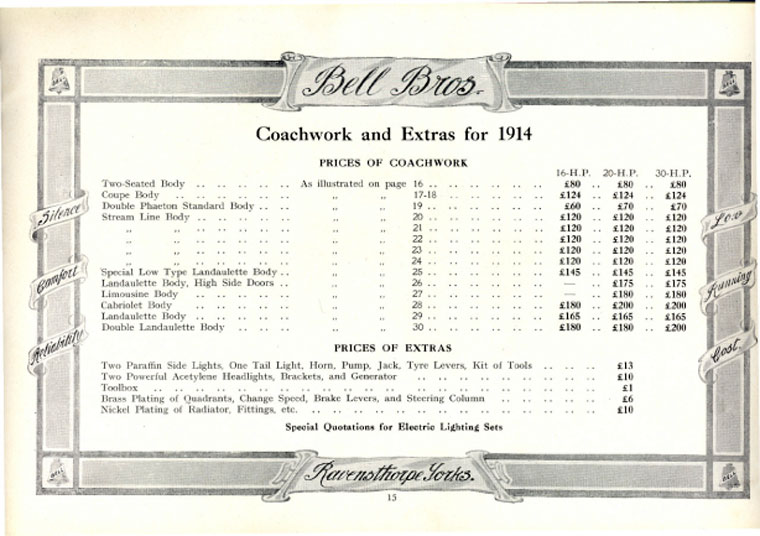 Bell Bros.
Coachwork and Extras for 1914
PRICES OF COACHWORK
16-H.P. 20-H.P. 30-H.P.
Two-Seated Body .. .. .. .. .. As illustrated on page 16 .. .. .. .. .. £80 .. £80 .. £80
Coupe Body .. .. .. .. .. „ „ 17-18 .. .. .. .. £124 .. £124 .. £124
Double Phaeton Standard Body .. .. „ „ 19 .. .. .. .. .. £60 .. £70 .. £70
Stream Line Body .. .. .. .. .. „ „ 20 .. .. .. .. .. £120 .. £120 .. £120
„ „ .. .. .. .. .. „ „ 21 .. .. .. .. .. £120 .. £120 .. £120
„ „ .. .. .. .. .. „ „ 22 .. .. .. .. .. £120 .. £120 .. £120
„ „ .. .. .. .. .. „ „ 23 .. .. .. .. .. £120 .. £120 .. £120
„ „ .. .. .. .. .. „ „ 24 .. .. .. .. .. £120 .. £120 .. £120
Special Low Type Landaulette Body .. „ „ 25 .. .. .. .. .. £145 .. £145 .. £145
Landaulette Body, High Side Doors .. „ „ 26 .. .. .. .. .. — .. £175 .. £175
Limousine Body .. .. .. .. „ „ 27 .. .. .. .. .. — .. £180 .. £180
Cabriolet Body .. .. .. .. .. „ „ 28 .. .. .. .. .. £180 .. £200 .. £200
Landaulette Body .. .. .. .. „ „ 29 .. .. .. .. .. £165 .. £165 .. £165
Double Landaulette Body .. .. .. „ „ 30 .. .. .. .. .. £180 .. £180 .. £200
PRICES OF EXTRAS
Two Paraffin Side Lights, One Tail Light, Horn, Pump, Jack, Tyre Levers, Kit of Tools .. .. .. £13
Two Powerful Acetylene Headlights, Brackets, and Generator .. .. .. .. .. .. .. £10
Toolbox .. .. .. .. .. .. .. .. .. .. .. .. .. .. .. £1
Brass Plating of Quadrants, Change Speed, Brake Levers, and Steering Column .. .. .. .. £6
Nickel Plating of Radiator, Fittings, etc. .. .. .. .. .. .. .. .. .. .. £10
Special Quotations for Electric Lighting Sets
Silence
Comfort
Reliability
Low
Running
Cost.
BELL
BELL
BELL
BELL
Ravensthorpe Yorks.
15